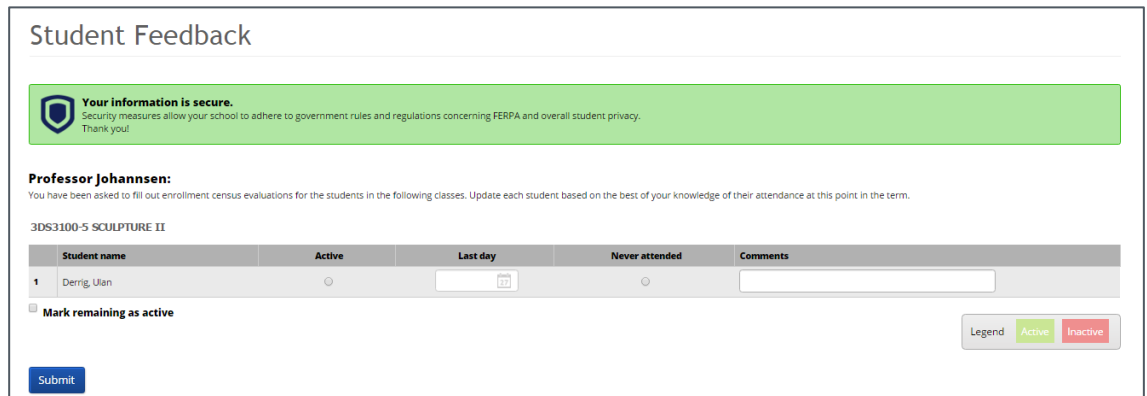 Student Feedback
Your information is secure.
Security measures allow your school to adhere to government rules and regulations concerning FERPA and overall student privacy.
Thank you!
Professor Johannsen:
You have been asked to fill out enrollment census evaluations for the students in the following classes. Update each student based on the best of your knowledge of their attendance at this point in the term.
3DS3100-5 SCULPTURE II
Student name Active Last day Never attended Comments
1 Derrig, Ulan 17
Mark remaining as active
Legend Active Inactive
Submit